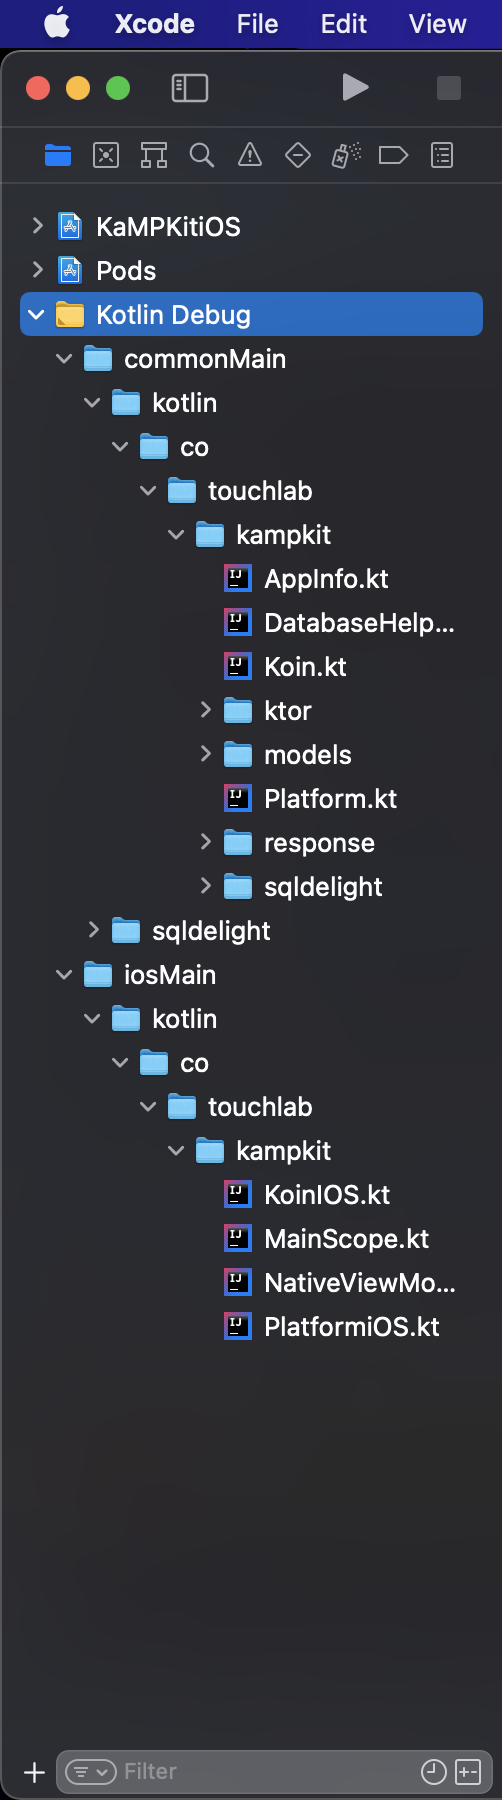 Xcode File Edit View
KaMPKitiOS
Pods
Kotlin Debug
commonMain
kotlin
co
touchlab
kampkit
AppInfo.kt
DatabaseHelp...
Koin.kt
ktor
models
Platform.kt
response
sqldelight
sqldelight
iosMain
kotlin
co
touchlab
kampkit
KoinIOS.kt
MainScope.kt
NativeViewMo...
PlatformiOS.kt
Filter